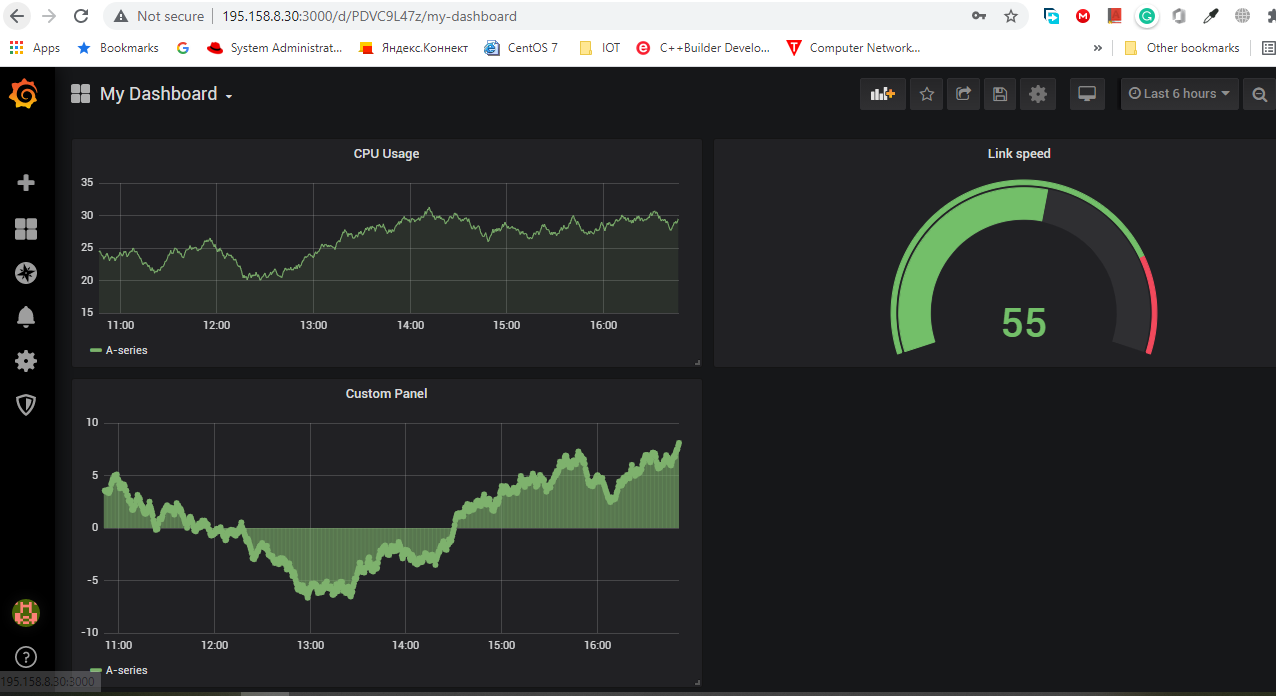 Not secure | 195.158.8.30:3000/d/PDVC9L47z/my-dashboard
Apps Bookmarks System Administrat... Яндекс.Коннект CentOS 7 IOT C++Builder Develo... Computer Network... » Other bookmarks
My Dashboard
Last 6 hours
CPU Usage
35
30
25
20
15
11:00 12:00 13:00 14:00 15:00 16:00
A-series
Link speed
55
Custom Panel
10
5
0
-5
-10
11:00 12:00 13:00 14:00 15:00 16:00
A-series
195.158.8.30:3000